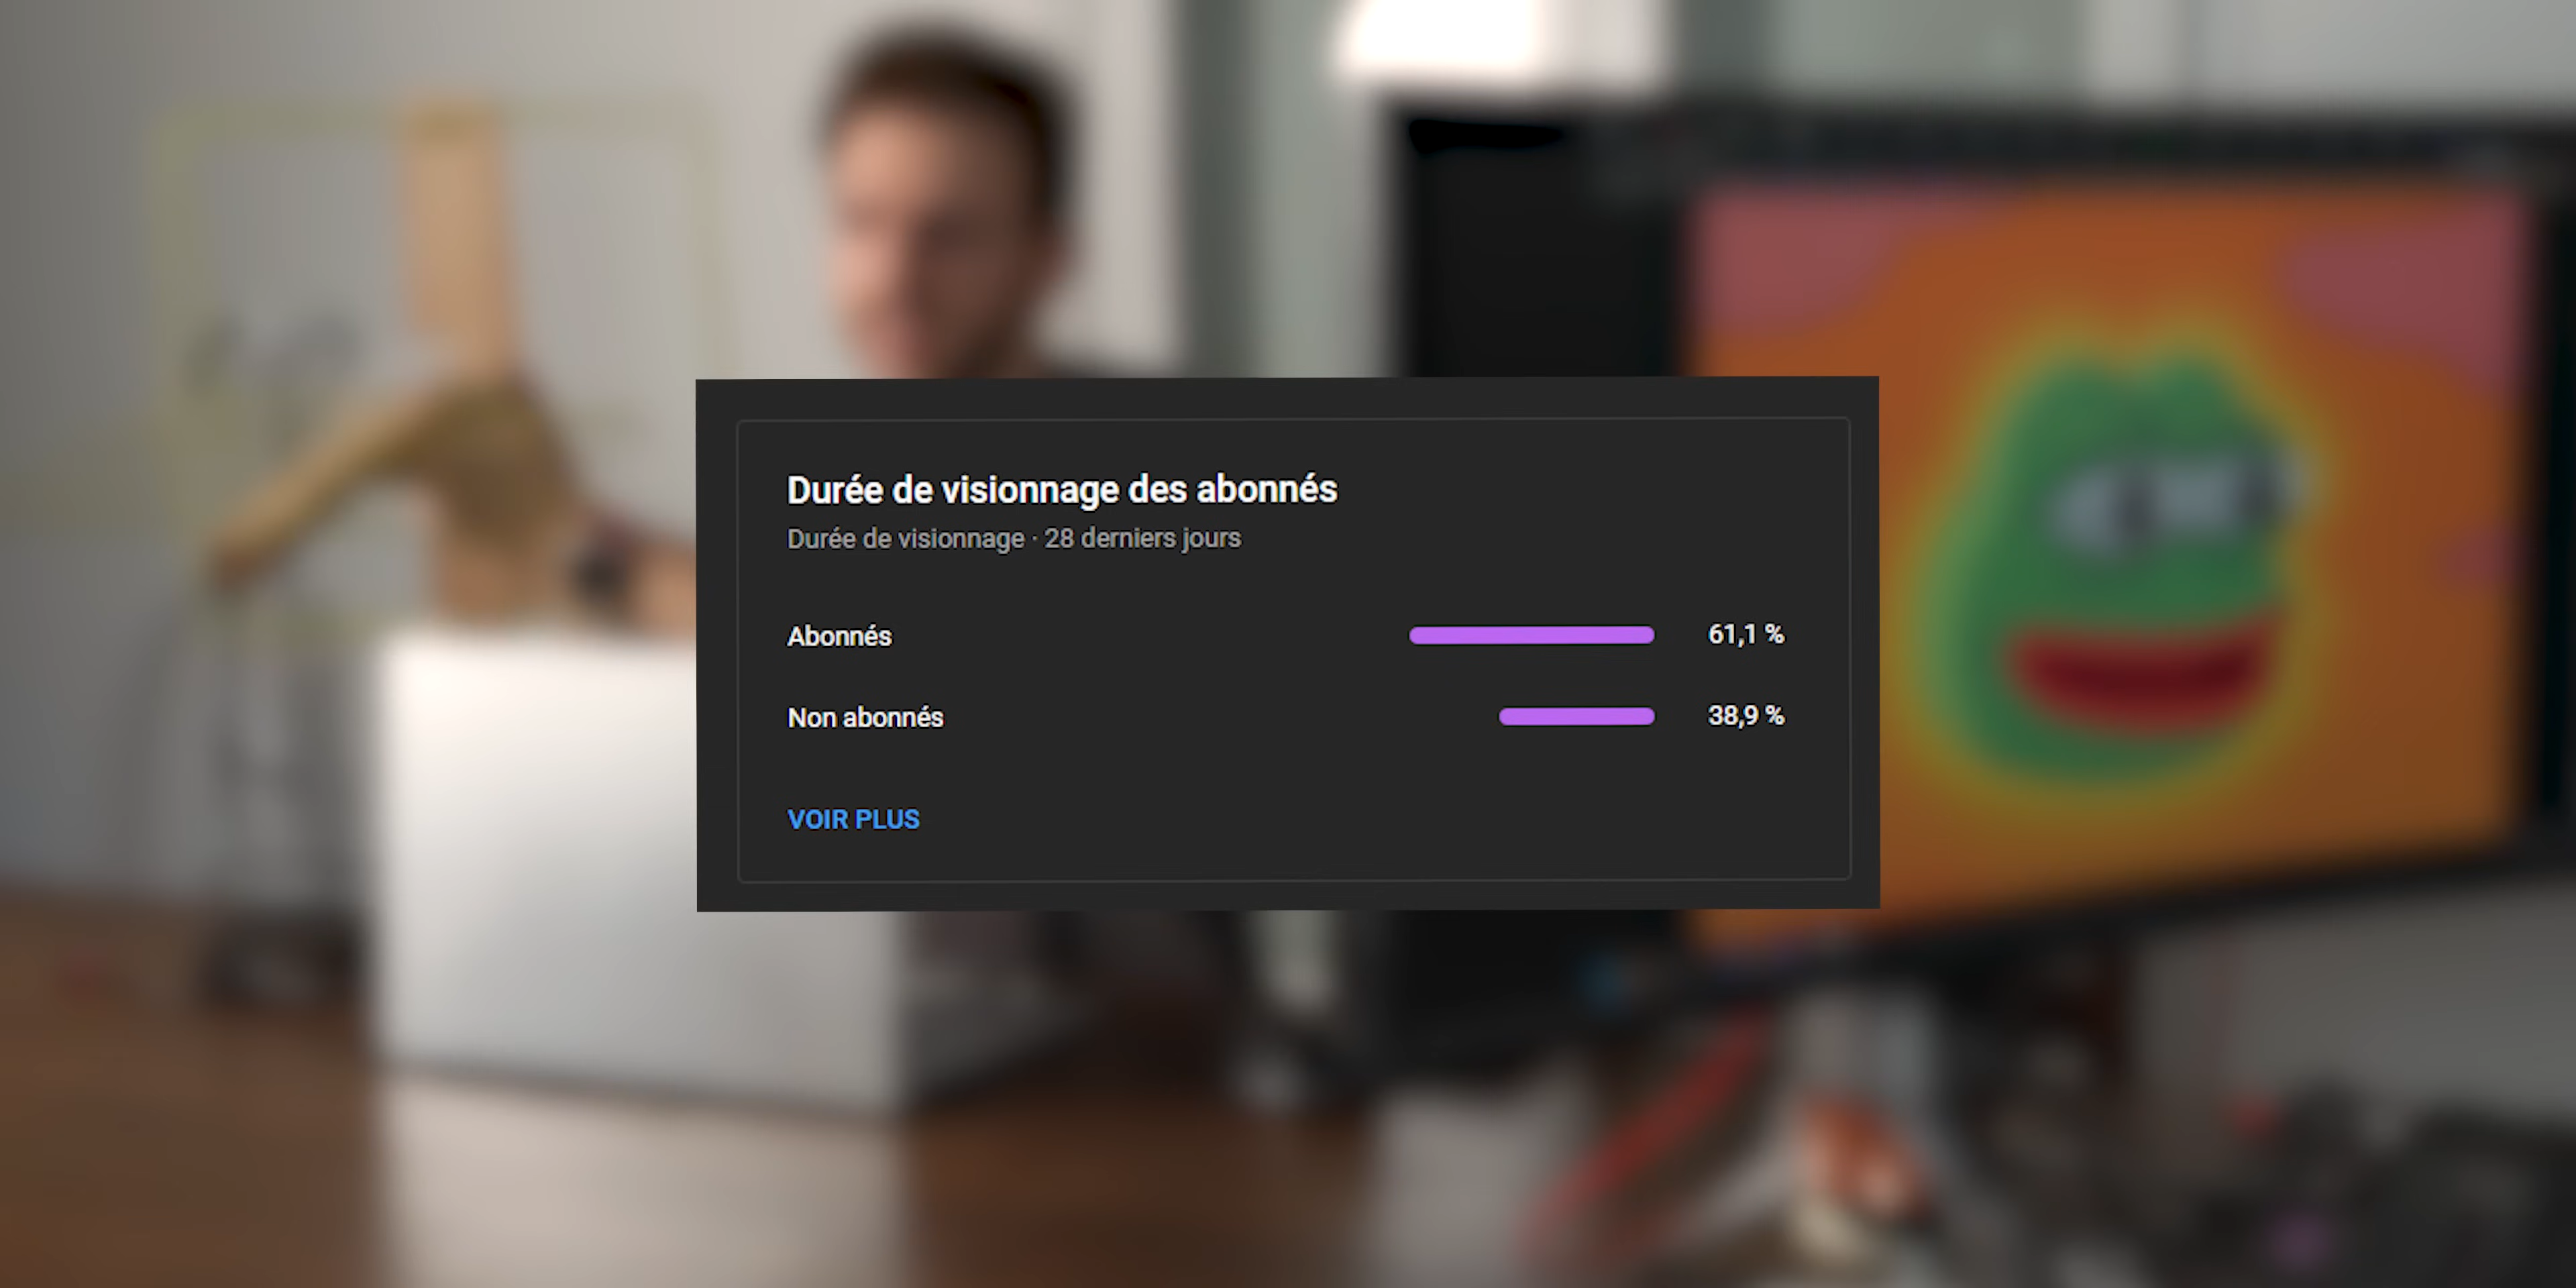 Durée de visionnage des abonnés
Durée de visionnage · 28 derniers jours
Abonnés 61,1 %
Non abonnés 38,9 %
VOIR PLUS